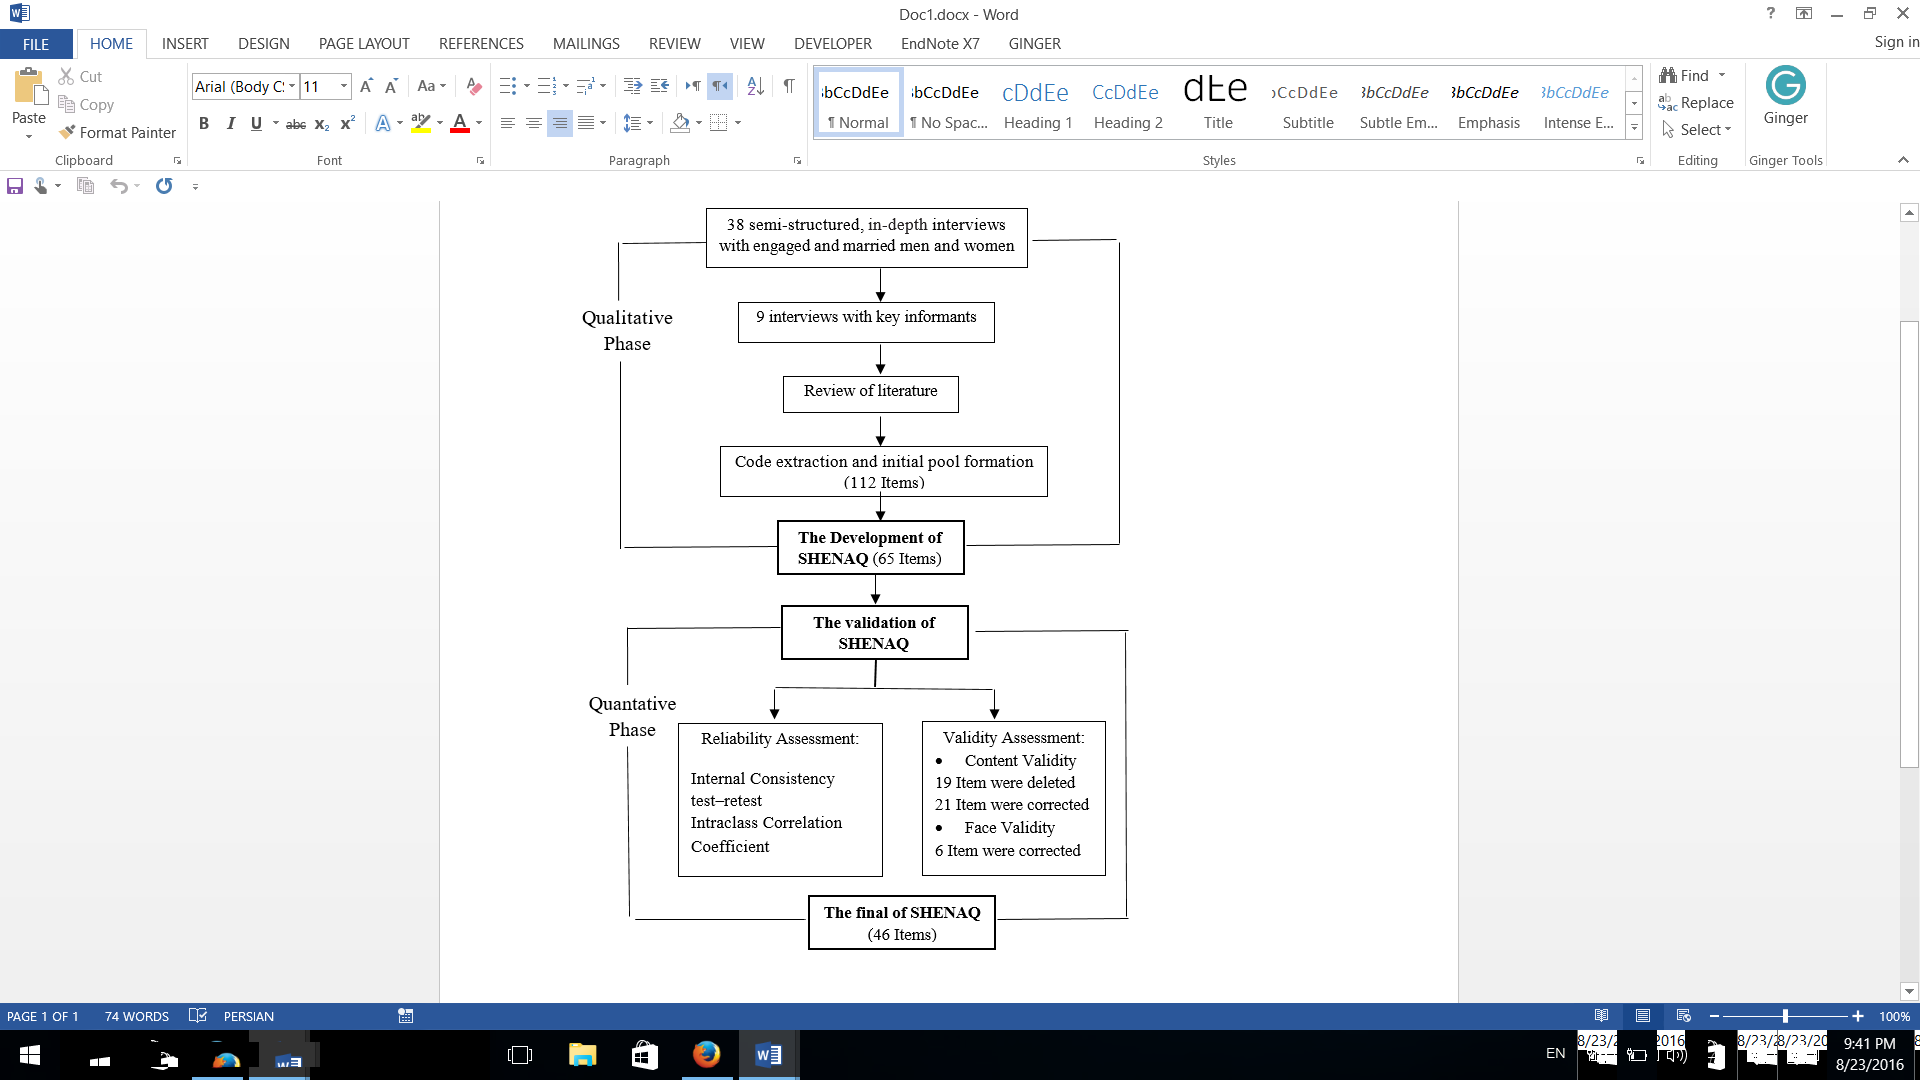 Doc1.docx - Word
FILE HOME INSERT DESIGN PAGE LAYOUT REFERENCES MAILINGS REVIEW VIEW DEVELOPER EndNote X7 GINGER
Sign in
Paste
Cut
Copy
Format Painter
Clipboard
Arial (Body C 11
Font
Paragraph
¶ Normal
¶ No Spac...
Heading 1
Heading 2
Title
Subtitle
Subtle Em...
Emphasis
Intense E...
Styles
Find
Replace
Select
Editing
Ginger
Ginger Tools
38 semi-structured, in-depth interviews
with engaged and married men and women
Qualitative
Phase
9 interviews with key informants
Review of literature
Code extraction and initial pool formation
(112 Items)
The Development of
SHENAQ (65 Items)
The validation of
SHENAQ
Quantative
Phase
Reliability Assessment:
Internal Consistency
test–retest
Intraclass Correlation
Coefficient
Validity Assessment:
• Content Validity
19 Item were deleted
21 Item were corrected
• Face Validity
6 Item were corrected
The final of SHENAQ
(46 Items)
PAGE 1 OF 1 74 WORDS PERSIAN
100%
EN
9:41 PM
8/23/2016